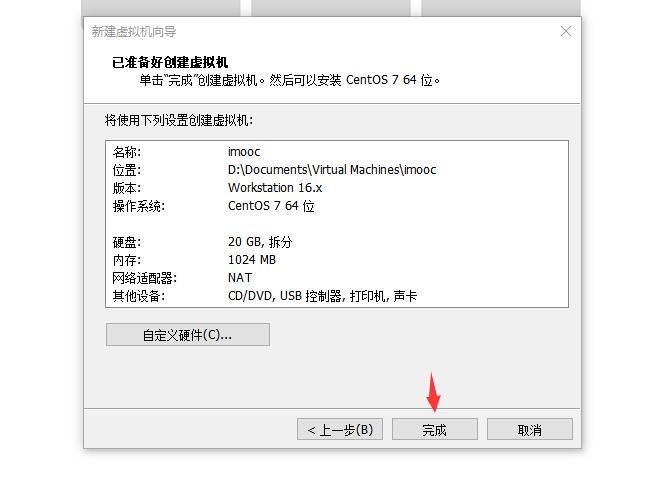 新建虚拟机向导
已准备好创建虚拟机
单击“完成”创建虚拟机。然后可以安装 CentOS 7 64 位。
将使用下列设置创建虚拟机:
名称: imooc
位置: D:\Documents\Virtual Machines\imooc
版本: Workstation 16.x
操作系统: CentOS 7 64 位
硬盘: 20 GB, 拆分
内存: 1024 MB
网络适配器: NAT
其他设备: CD/DVD, USB 控制器, 打印机, 声卡
自定义硬件(C)...
< 上一步(B) 完成 取消